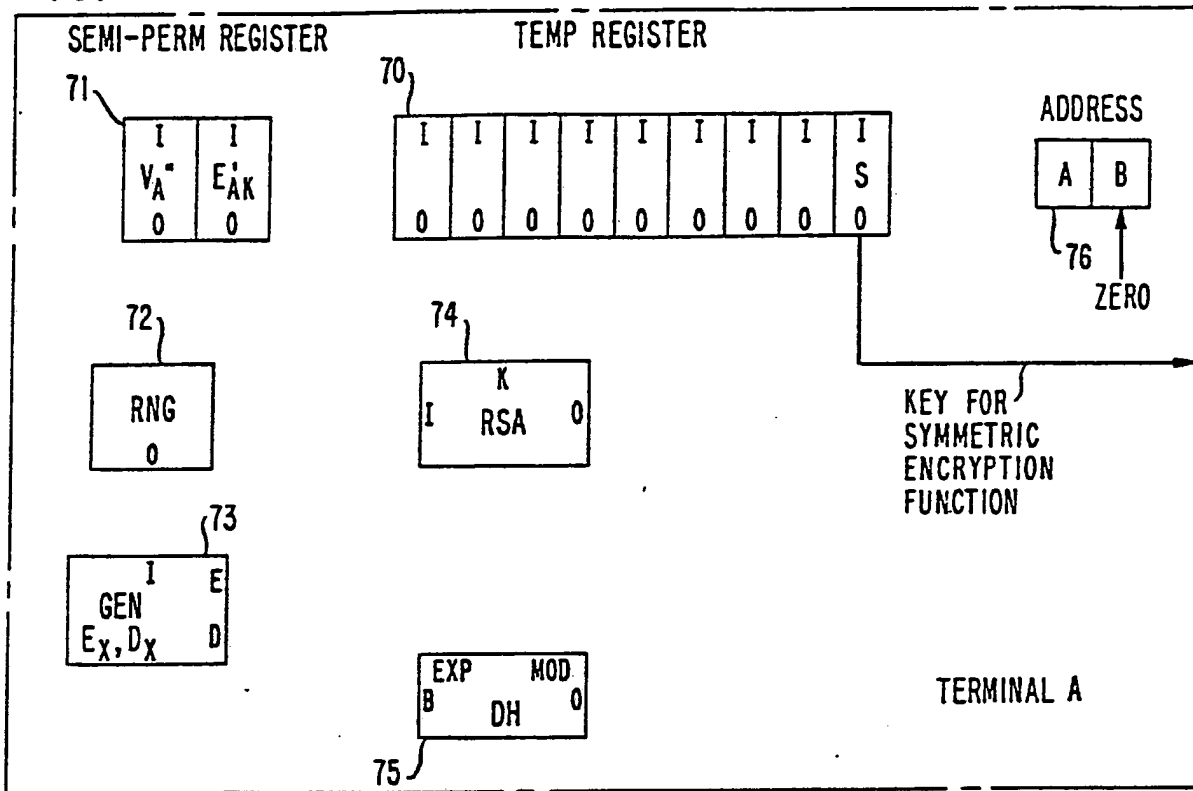 SEMI-PERM REGISTER
TEMP REGISTER
71
70
ADDRESS
I I
V_A" E'_AK
0 0
I I I I I I I I I
S
0 0 0 0 0 0 0 0 0
A B
76
ZERO
72
RNG
0
74
K
I RSA 0
KEY FOR
SYMMETRIC
ENCRYPTION
FUNCTION
73
I E
GEN
E_X, D_X D
EXP MOD
B DH 0
75
TERMINAL A